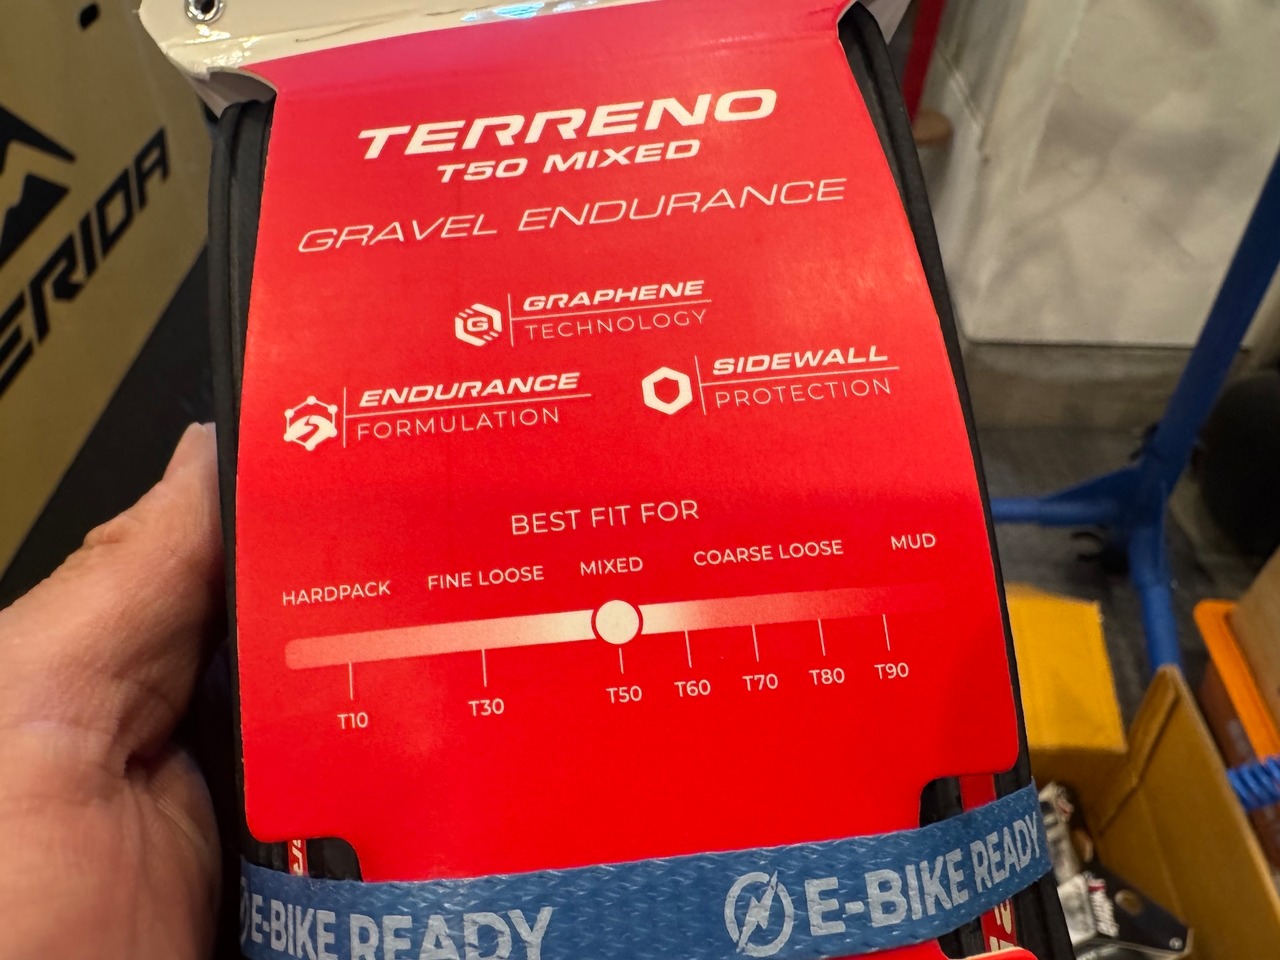 TERRENO
T50 MIXED
GRAVEL ENDURANCE
G
GRAPHENE
TECHNOLOGY
ENDURANCE
FORMULATION
SIDEWALL
PROTECTION
BEST FIT FOR
HARDPACK FINE LOOSE MIXED COARSE LOOSE MUD
T10 T30 T50 T60 T70 T80 T90
E-BIKE READY E-BIKE READY
ERIDA